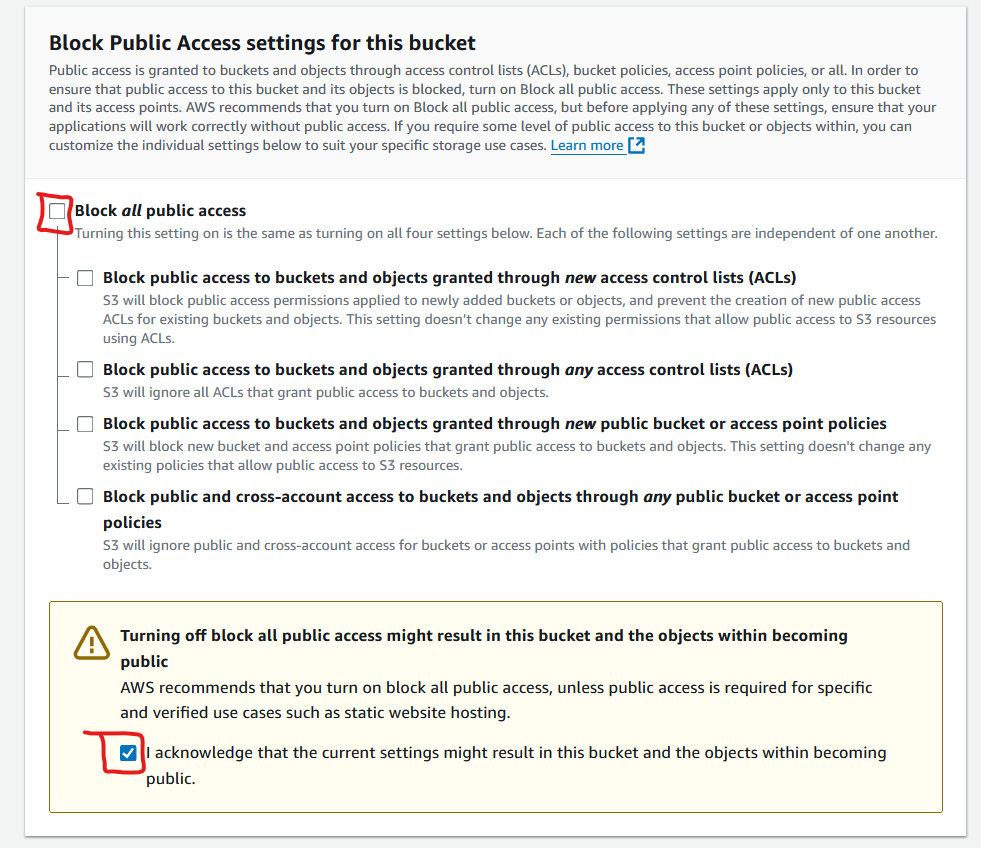 Block Public Access settings for this bucket
Public access is granted to buckets and objects through access control lists (ACLs), bucket policies, access point policies, or all. In order to
ensure that public access to this bucket and its objects is blocked, turn on Block all public access. These settings apply only to this bucket
and its access points. AWS recommends that you turn on Block all public access, but before applying any of these settings, ensure that your
applications will work correctly without public access. If you require some level of public access to this bucket or objects within, you can
customize the individual settings below to suit your specific storage use cases. Learn more
Block all public access
Turning this setting on is the same as turning on all four settings below. Each of the following settings are independent of one another.
Block public access to buckets and objects granted through new access control lists (ACLs)
S3 will block public access permissions applied to newly added buckets or objects, and prevent the creation of new public access
ACLs for existing buckets and objects. This setting doesn't change any existing permissions that allow public access to S3 resources
using ACLs.
Block public access to buckets and objects granted through any access control lists (ACLs)
S3 will ignore all ACLs that grant public access to buckets and objects.
Block public access to buckets and objects granted through new public bucket or access point policies
S3 will block new bucket and access point policies that grant public access to buckets and objects. This setting doesn't change any
existing policies that allow public access to S3 resources.
Block public and cross-account access to buckets and objects through any public bucket or access point
policies
S3 will ignore public and cross-account access for buckets or access points with policies that grant public access to buckets and
objects.
Turning off block all public access might result in this bucket and the objects within becoming
public
AWS recommends that you turn on block all public access, unless public access is required for specific
and verified use cases such as static website hosting.
I acknowledge that the current settings might result in this bucket and the objects within becoming
public.